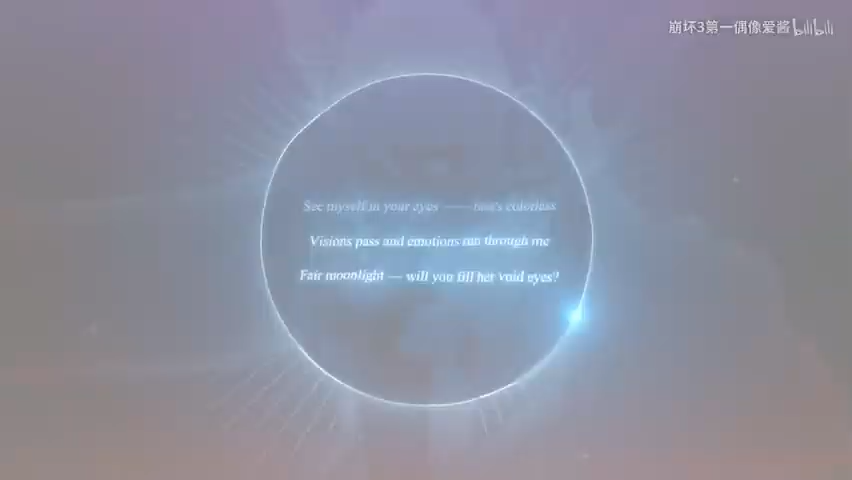 崩坏3第一偶像爱酱 bilibili
See myself in your eyes —— that's colorless
Visions pass and emotions run through me
Fair moonlight — will you fill her void eyes?